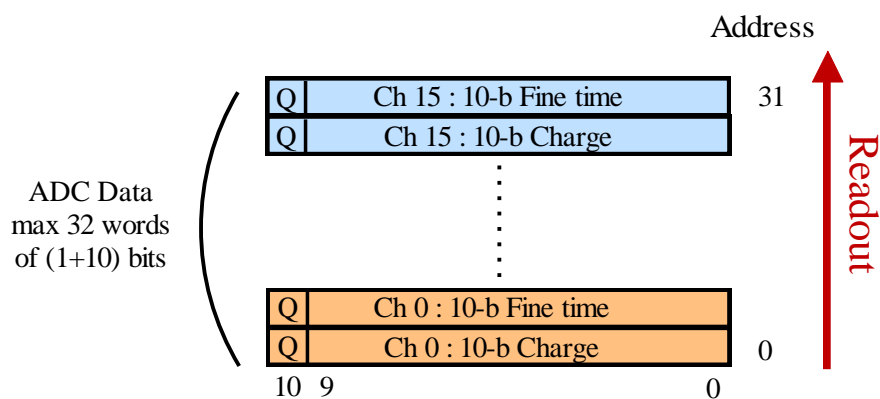 Address
Q Ch 15 : 10-b Fine time 31
Q Ch 15 : 10-b Charge
ADC Data
max 32 words
of (1+10) bits
Readout
Q Ch 0 : 10-b Fine time
Q Ch 0 : 10-b Charge 0
10 9 0